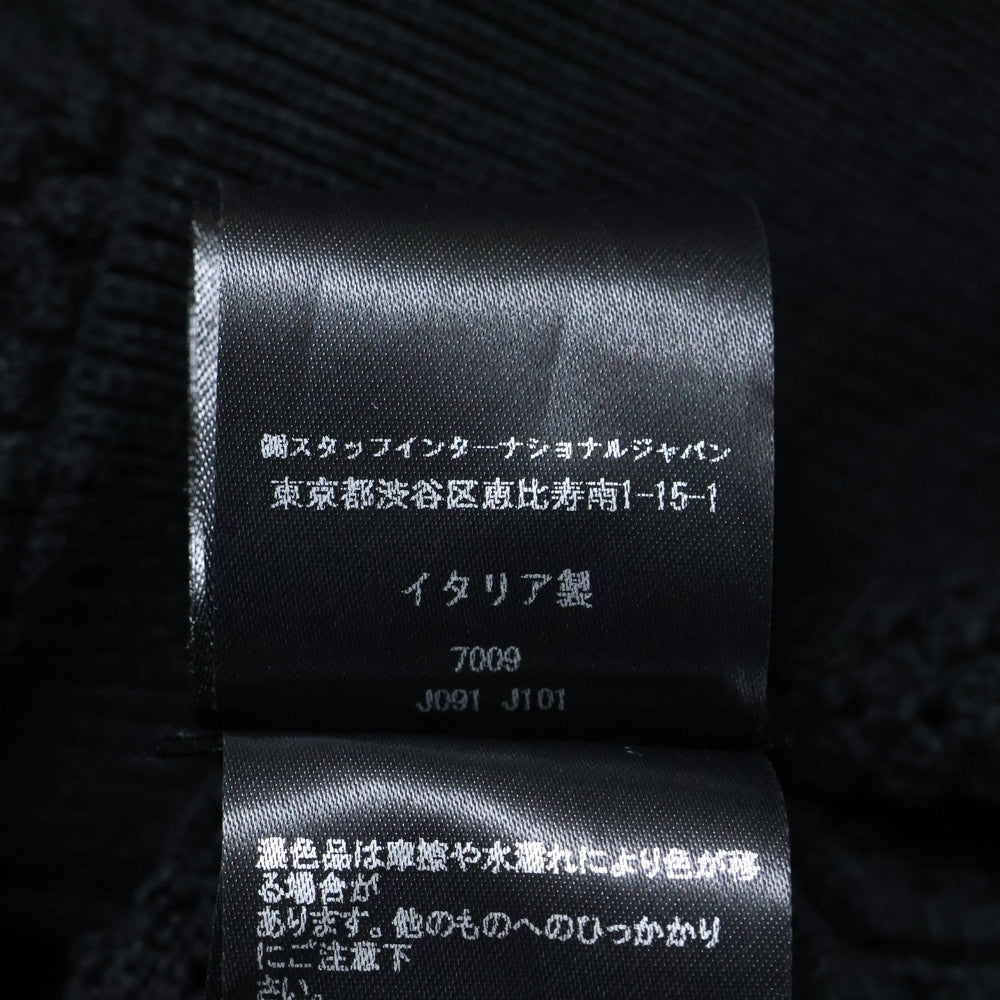 ㈱スタッフインターナショナルジャパン
東京都渋谷区恵比寿南1-15-1
イタリア製
7009
J091 J101
濃色品は摩擦や水濡れにより色が移
る場合が
あります。他のものへのひっかかり
にご注意下
さい。